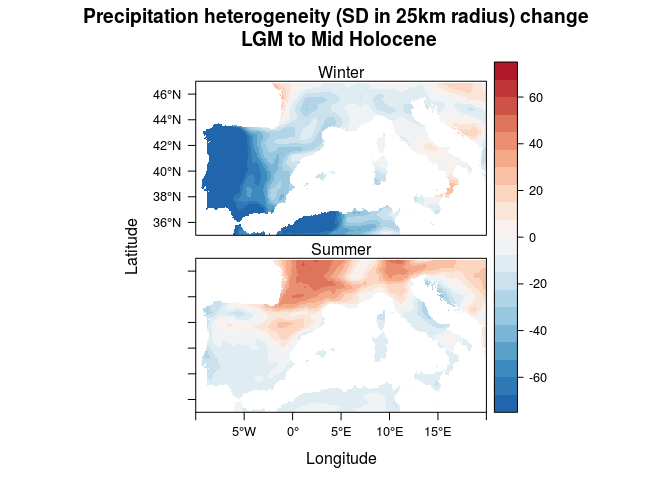 Precipitation heterogeneity (SD in 25km radius) change
LGM to Mid Holocene
Winter
46°N
44°N
42°N
40°N
38°N
36°N
Summer
Latitude
5°W 0° 5°E 10°E 15°E
Longitude
60
40
20
0
-20
-40
-60